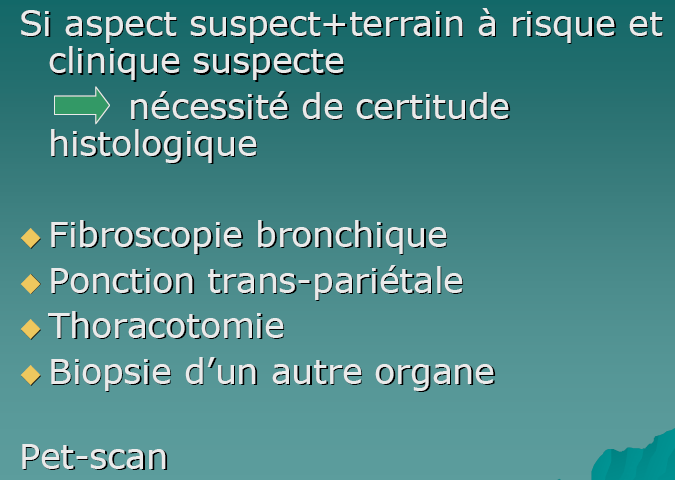 Si aspect suspect+terrain à risque et
clinique suspecte
nécessité de certitude
histologique
Fibroscopie bronchique
Ponction trans-pariétale
Thoracotomie
Biopsie d’un autre organe
Pet-scan